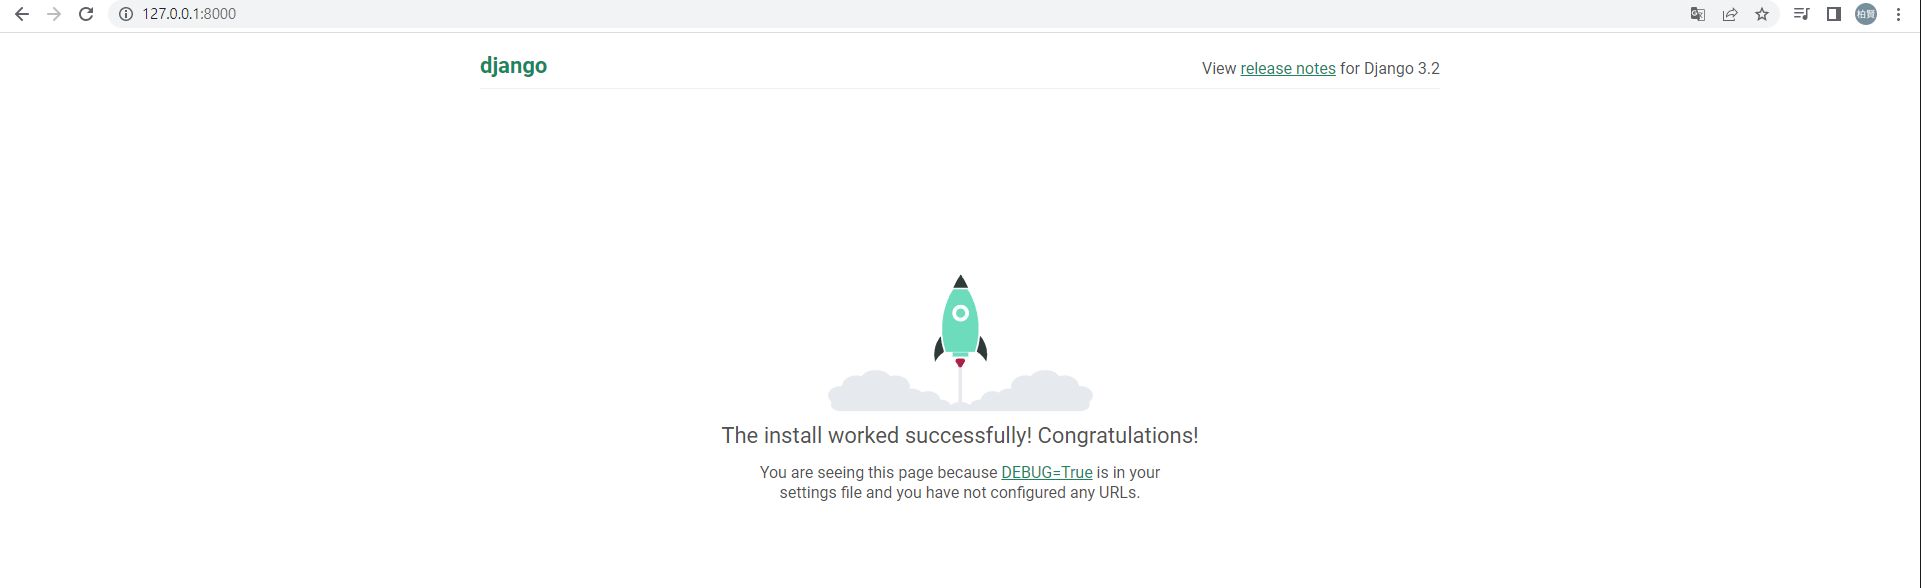 127.0.0.1:8000
柏賢
django
View release notes for Django 3.2
The install worked successfully! Congratulations!
You are seeing this page because DEBUG=True is in your
settings file and you have not configured any URLs.